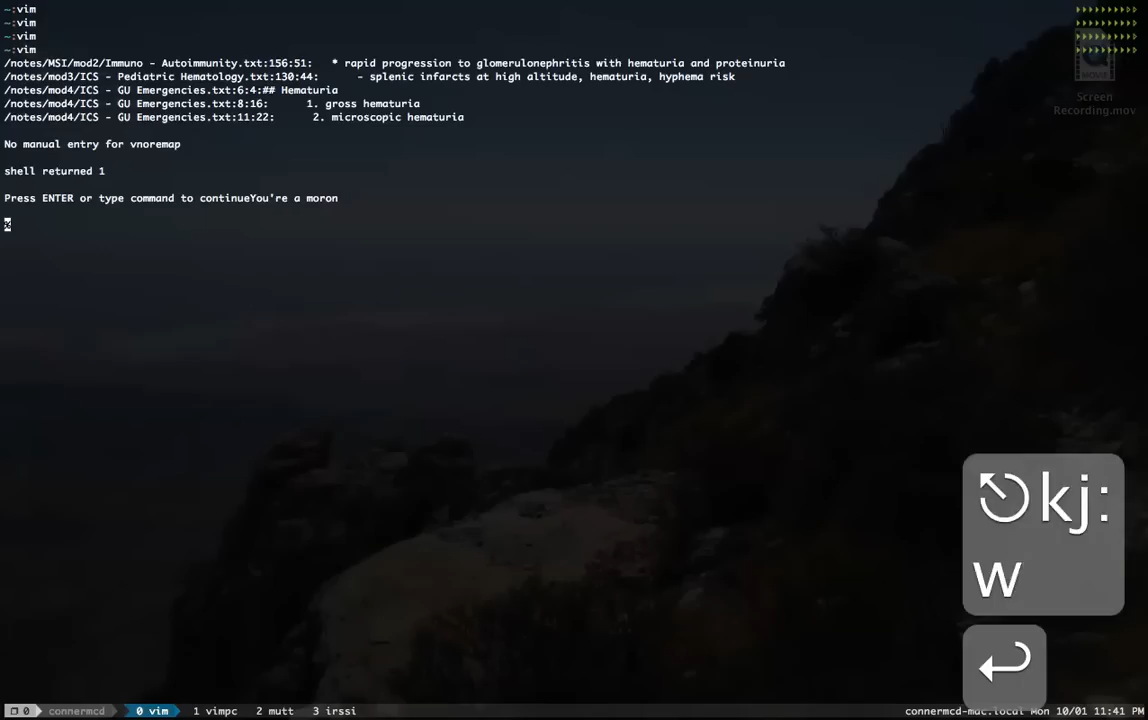 ~:vim
~:vim
~:vim
~:vim
/notes/MSI/mod2/Immuno - Autoimmunity.txt:156:51:   * rapid progression to glomerulonephritis with hematuria and proteinuria
/notes/mod3/ICS - Pediatric Hematology.txt:130:44:      - splenic infarcts at high altitude, hematuria, hyphema risk
/notes/mod4/ICS - GU Emergencies.txt:6:4:## Hematuria
/notes/mod4/ICS - GU Emergencies.txt:8:16:      1. gross hematuria
/notes/mod4/ICS - GU Emergencies.txt:11:22:      2. microscopic hematuria
No manual entry for vnoremap
shell returned 1
Press ENTER or type command to continueYou're a moron
Screen
Recording.mov
MOVIE
kj:
w
0 connermcd 0 vim 1 vimpc 2 mutt 3 irssi connermcd-mac.local Mon 10/01 11:41 PM